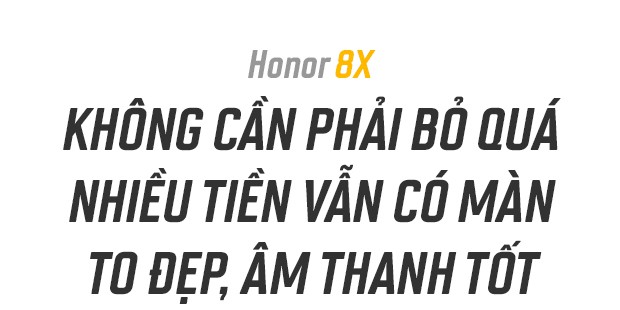 Honor 8X
KHÔNG CẦN PHẢI BỎ QUÁ
NHIỀU TIỀN VẪN CÓ MÀN
TO ĐẸP, ÂM THANH TỐT